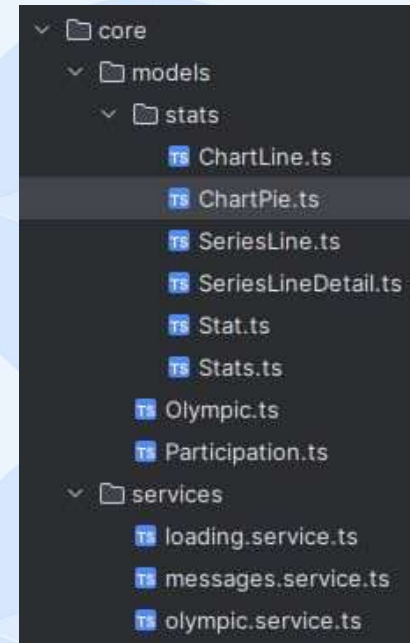 core
models
stats
TS ChartLine.ts
TS ChartPie.ts
TS SeriesLine.ts
TS SeriesLineDetail.ts
TS Stat.ts
TS Stats.ts
TS Olympic.ts
TS Participation.ts
services
TS loading.service.ts
TS messages.service.ts
TS olympic.service.ts